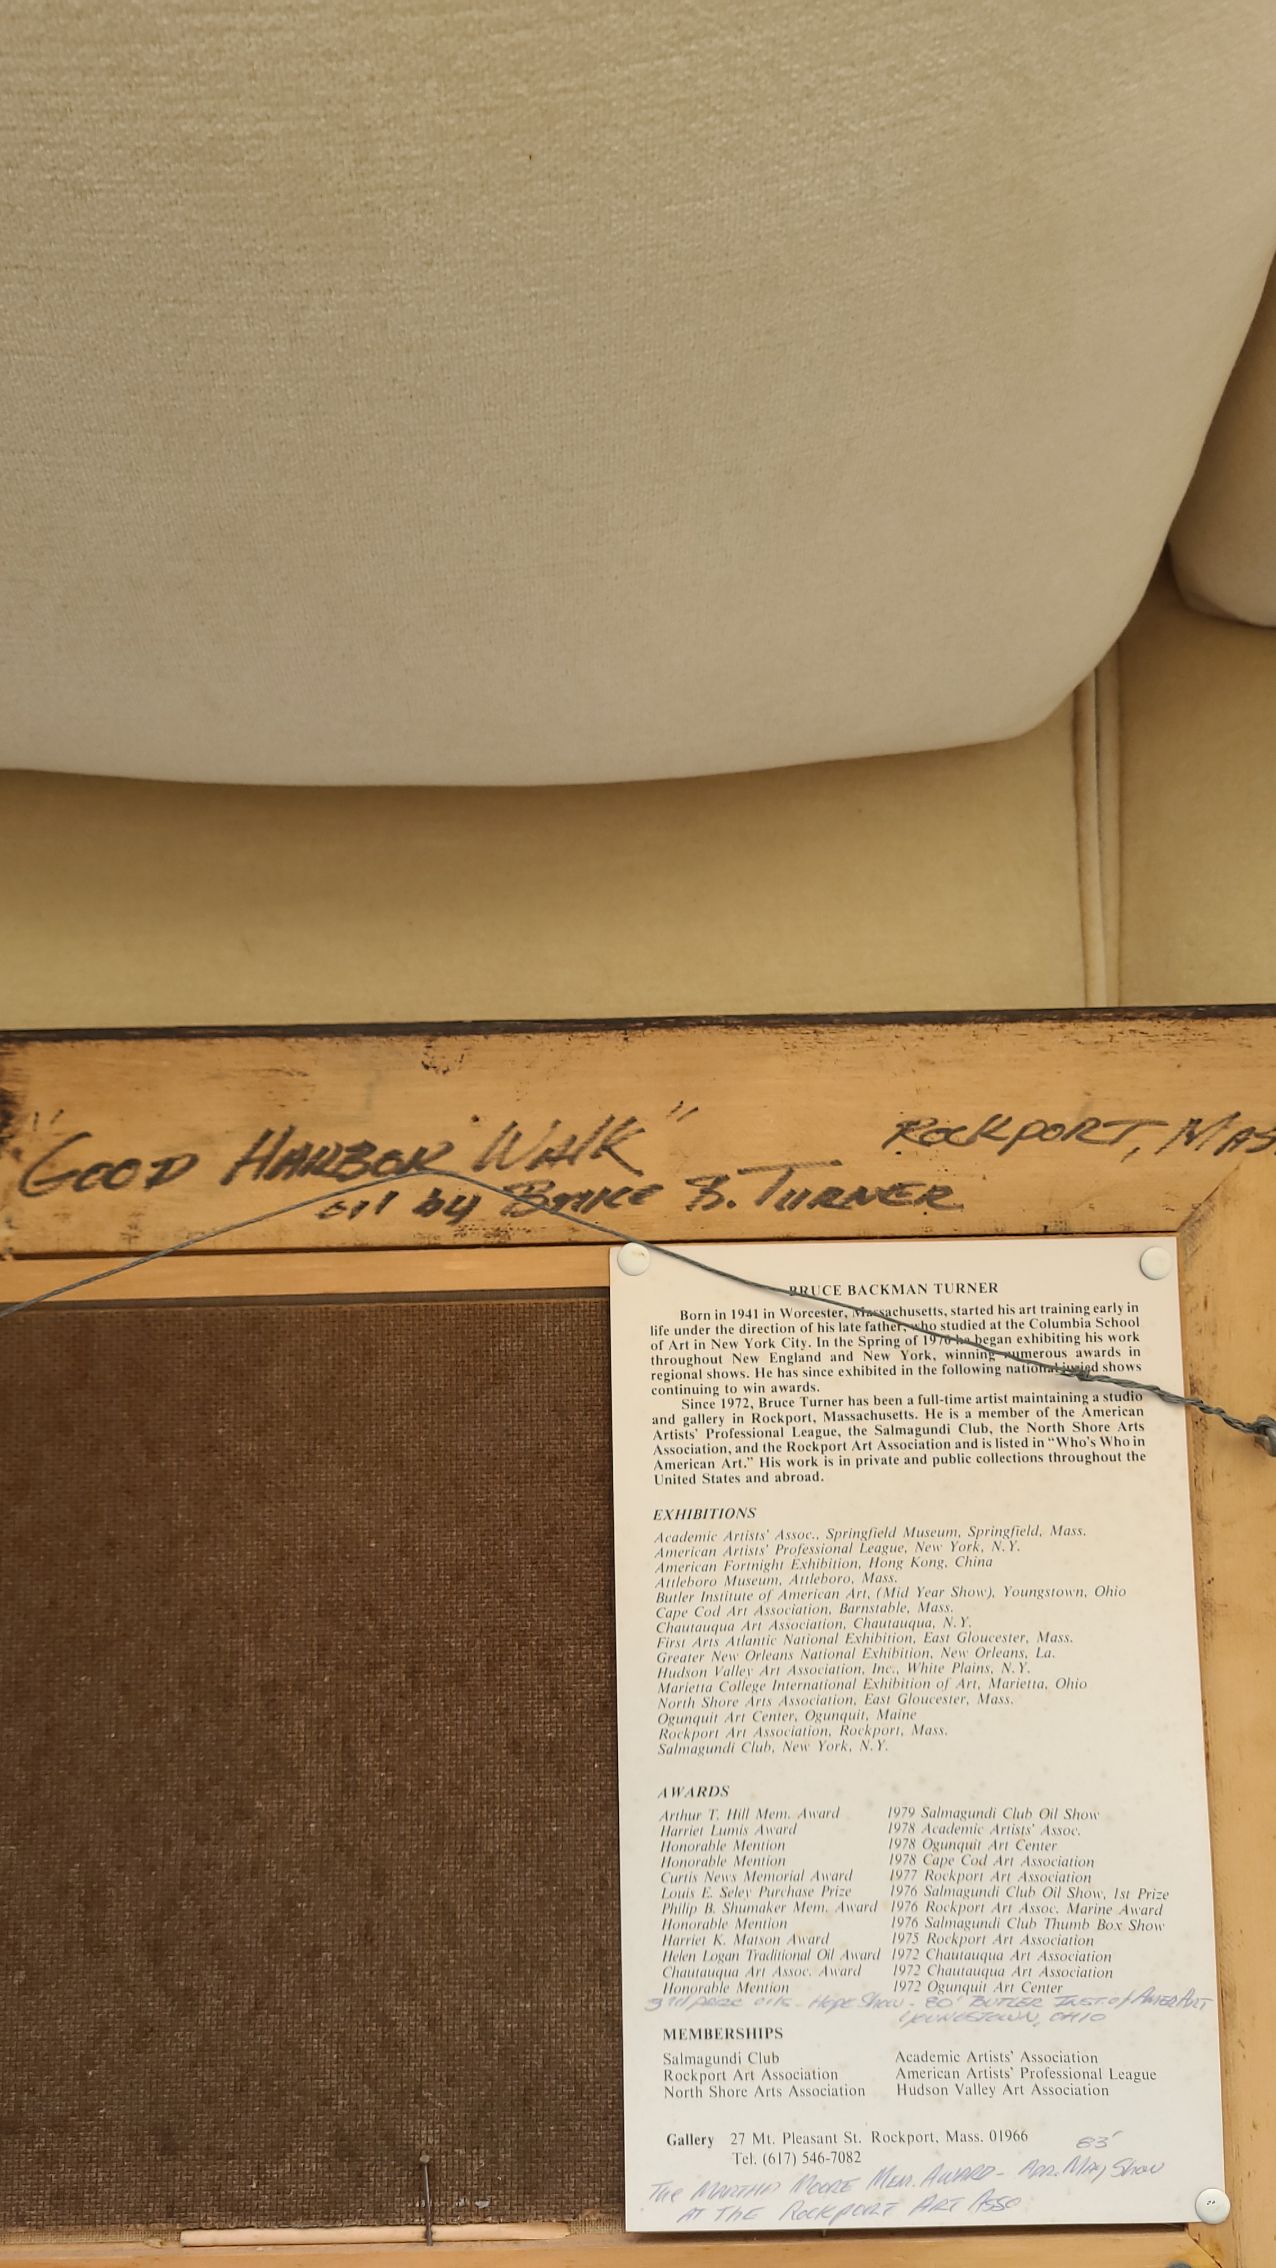 "GOOD HARBOR WALK" ROCKPORT, MAS
oil by BRUCE B. TURNER
BRUCE BACKMAN TURNER
Born in 1941 in Worcester, Massachusetts, started his art training early in
life under the direction of his late father, who studied at the Columbia School
of Art in New York City. In the Spring of 1970 he began exhibiting his work
throughout New England and New York, winning numerous awards in
regional shows. He has since exhibited in the following national juried shows
continuing to win awards.
Since 1972, Bruce Turner has been a full-time artist maintaining a studio
and gallery in Rockport, Massachusetts. He is a member of the American
Artists' Professional League, the Salmagundi Club, the North Shore Arts
Association, and the Rockport Art Association and is listed in "Who's Who in
American Art." His work is in private and public collections throughout the
United States and abroad.
EXHIBITIONS
Academic Artists' Assoc., Springfield Museum, Springfield, Mass.
American Artists' Professional League, New York, N.Y.
American Fortnight Exhibition, Hong Kong, China
Attleboro Museum, Attleboro, Mass.
Butler Institute of American Art, (Mid Year Show), Youngstown, Ohio
Cape Cod Art Association, Barnstable, Mass.
Chautauqua Art Association, Chautauqua, N.Y.
First Arts Atlantic National Exhibition, East Gloucester, Mass.
Greater New Orleans National Exhibition, New Orleans, La.
Hudson Valley Art Association, Inc., White Plains, N.Y.
Marietta College International Exhibition of Art, Marietta, Ohio
North Shore Arts Association, East Gloucester, Mass.
Ogunquit Art Center, Ogunquit, Maine
Rockport Art Association, Rockport, Mass.
Salmagundi Club, New York, N.Y.
AWARDS
Arthur T. Hill Mem. Award 1979 Salmagundi Club Oil Show
Harriet Lumis Award 1978 Academic Artists' Assoc.
Honorable Mention 1978 Ogunquit Art Center
Honorable Mention 1978 Cape Cod Art Association
Curtis News Memorial Award 1977 Rockport Art Association
Louis E. Seley Purchase Prize 1976 Salmagundi Club Oil Show, 1st Prize
Philip B. Shumaker Mem. Award 1976 Rockport Art Assoc. Marine Award
Honorable Mention 1976 Salmagundi Club Thumb Box Show
Harriet K. Matson Award 1975 Rockport Art Association
Helen Logan Traditional Oil Award 1972 Chautauqua Art Association
Chautauqua Art Assoc. Award 1972 Chautauqua Art Association
Honorable Mention 1972 Ogunquit Art Center
3rd PRIZE oils - Hope Show - 80' BUTLER INST. of AMER ART
YOUNGSTOWN, OHIO
MEMBERSHIPS
Salmagundi Club Academic Artists' Association
Rockport Art Association American Artists' Professional League
North Shore Arts Association Hudson Valley Art Association
Gallery 27 Mt. Pleasant St. Rockport, Mass. 01966
Tel. (617) 546-7082
83'
The MARTHA MOORE MEM. AWARD - APR. MAY Show
AT THE ROCKPORT ART ASSO